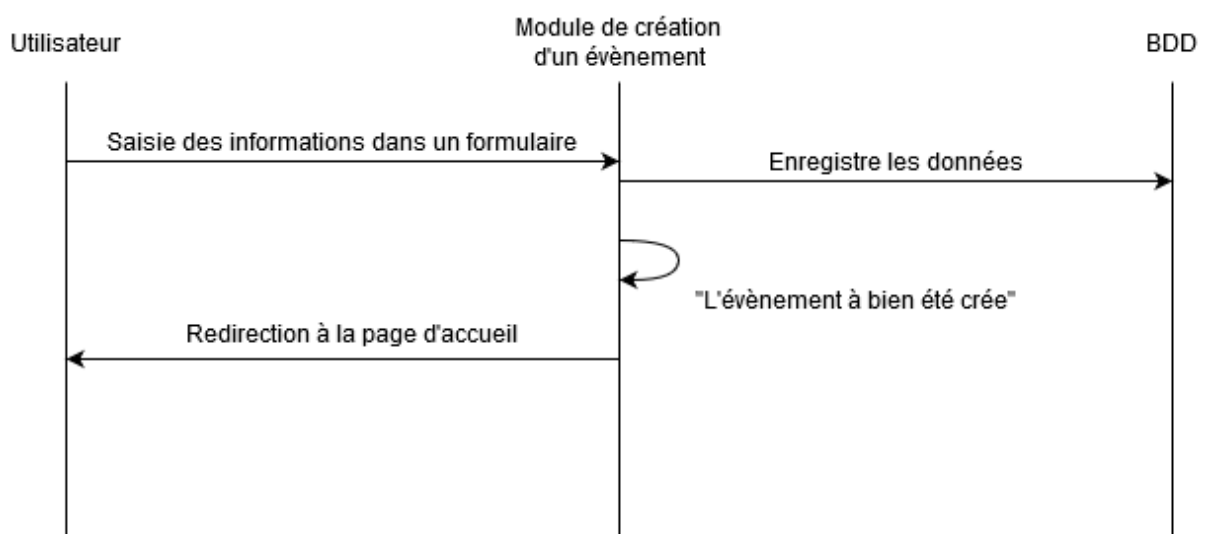 Utilisateur
Module de création
d'un évènement
BDD
Saisie des informations dans un formulaire
Enregistre les données
"L'évènement à bien été crée"
Redirection à la page d'accueil